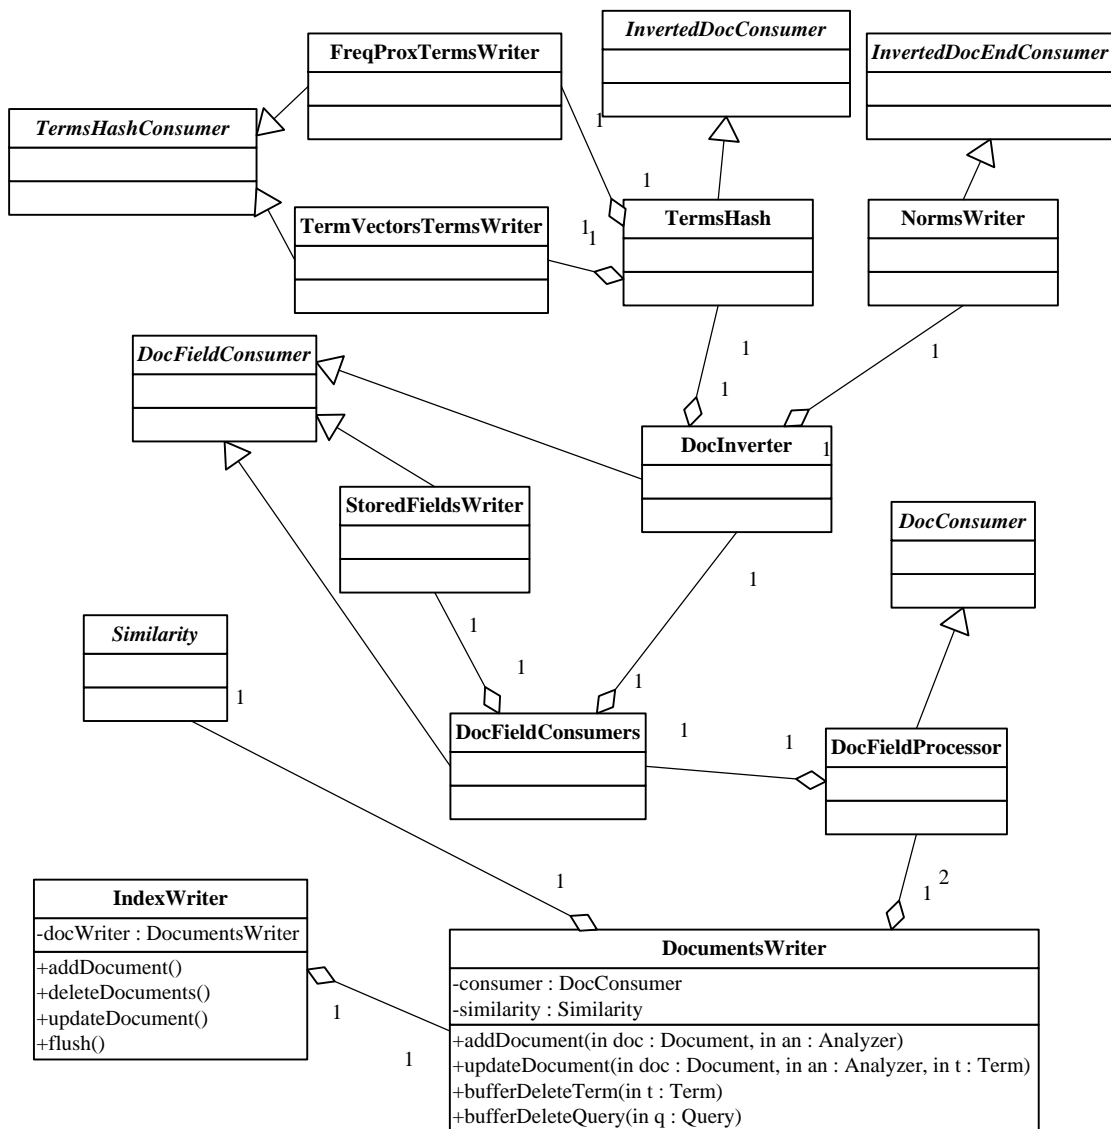 InvertedDocConsumer
FreqProxTermsWriter
InvertedDocEndConsumer
TermsHashConsumer
1
1
TermVectorsTermsWriter
1
1
TermsHash
NormsWriter
DocFieldConsumer
1
1
1
DocInverter
1
StoredFieldsWriter
DocConsumer
1
Similarity
1
1
1
1
DocFieldConsumers
1
1
DocFieldProcessor
1
1
2
IndexWriter
-docWriter : DocumentsWriter
+addDocument()
+deleteDocuments()
+updateDocument()
+flush()
1
1
DocumentsWriter
-consumer : DocConsumer
-similarity : Similarity
+addDocument(in doc : Document, in an : Analyzer)
+updateDocument(in doc : Document, in an : Analyzer, in t : Term)
+bufferDeleteTerm(in t : Term)
+bufferDeleteQuery(in q : Query)